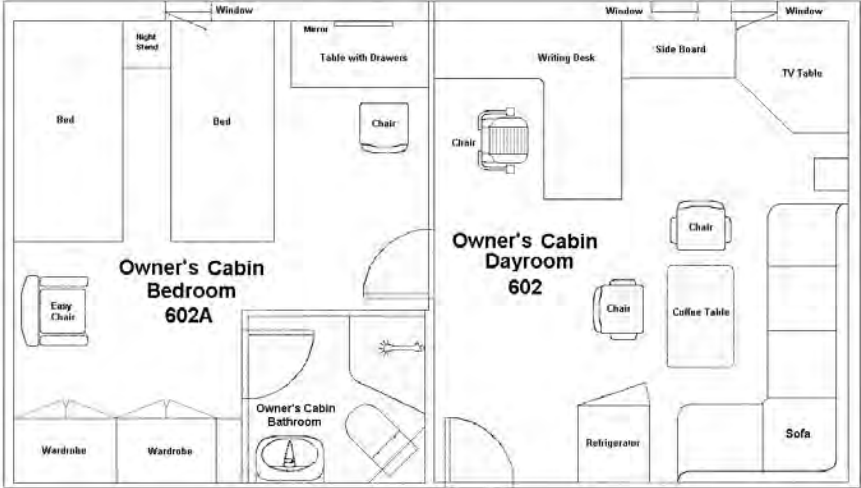 Window
Window
Window
Night
Stend
Mirror
Table with Drawers
Writing Desk
Side Board
TV Table
Bed
Bed
Chair
Chair
Owner's Cabin
Bedroom
602A
Owner's Cabin
Dayroom
602
Chair
Easy
Chair
Chair
Coffee Table
Owner's Cabin
Bathroom
Wardrobe
Wardrobe
Refrigerator
Sofa